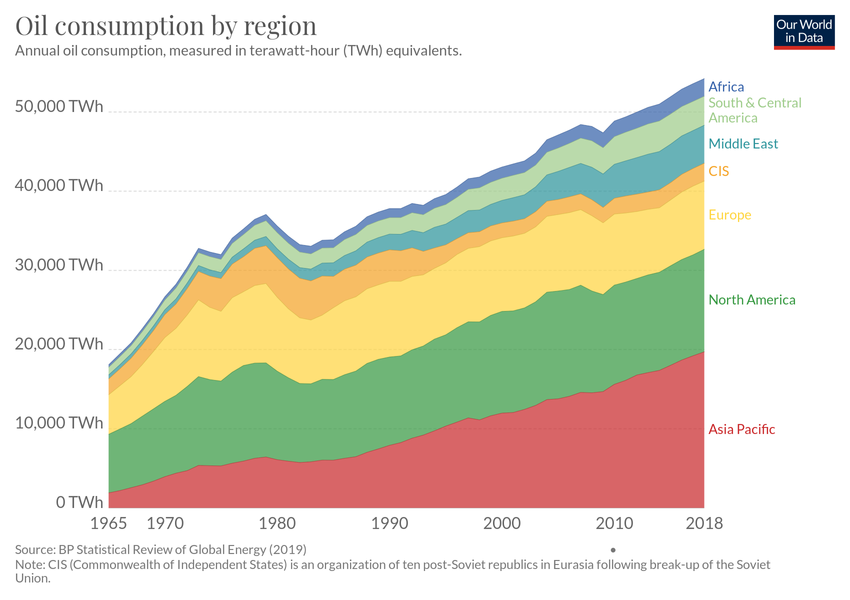 Oil consumption by region
Annual oil consumption, measured in terawatt-hour (TWh) equivalents.
Our World
in Data
50,000 TWh
40,000 TWh
30,000 TWh
20,000 TWh
10,000 TWh
0 TWh
Africa
South & Central
America
Middle East
CIS
Europe
North America
Asia Pacific
1965
1970
1980
1990
2000
2010
2018
Source: BP Statistical Review of Global Energy (2019)
Note: CIS (Commonwealth of Independent States) is an organization of ten post-Soviet republics in Eurasia following break-up of the Soviet
Union.